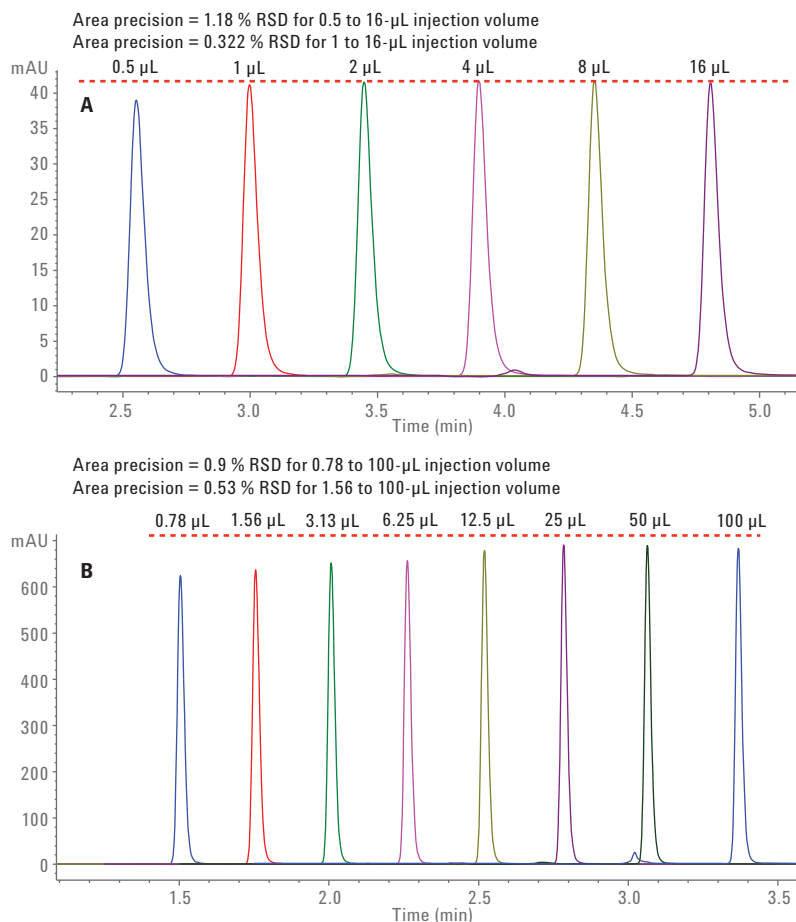 Area precision = 1.18 % RSD for 0.5 to 16-µL injection volume
Area precision = 0.322 % RSD for 1 to 16-µL injection volume
mAU 0.5 µL 1 µL 2 µL 4 µL 8 µL 16 µL
A
40
35
30
25
20
15
10
5
0
2.5 3.0 3.5 4.0 4.5 5.0
Time (min)
Area precision = 0.9 % RSD for 0.78 to 100-µL injection volume
Area precision = 0.53 % RSD for 1.56 to 100-µL injection volume
0.78 µL 1.56 µL 3.13 µL 6.25 µL 12.5 µL 25 µL 50 µL 100 µL
mAU
B
600
500
400
300
200
100
0
1.5 2.0 2.5 3.0 3.5
Time (min)